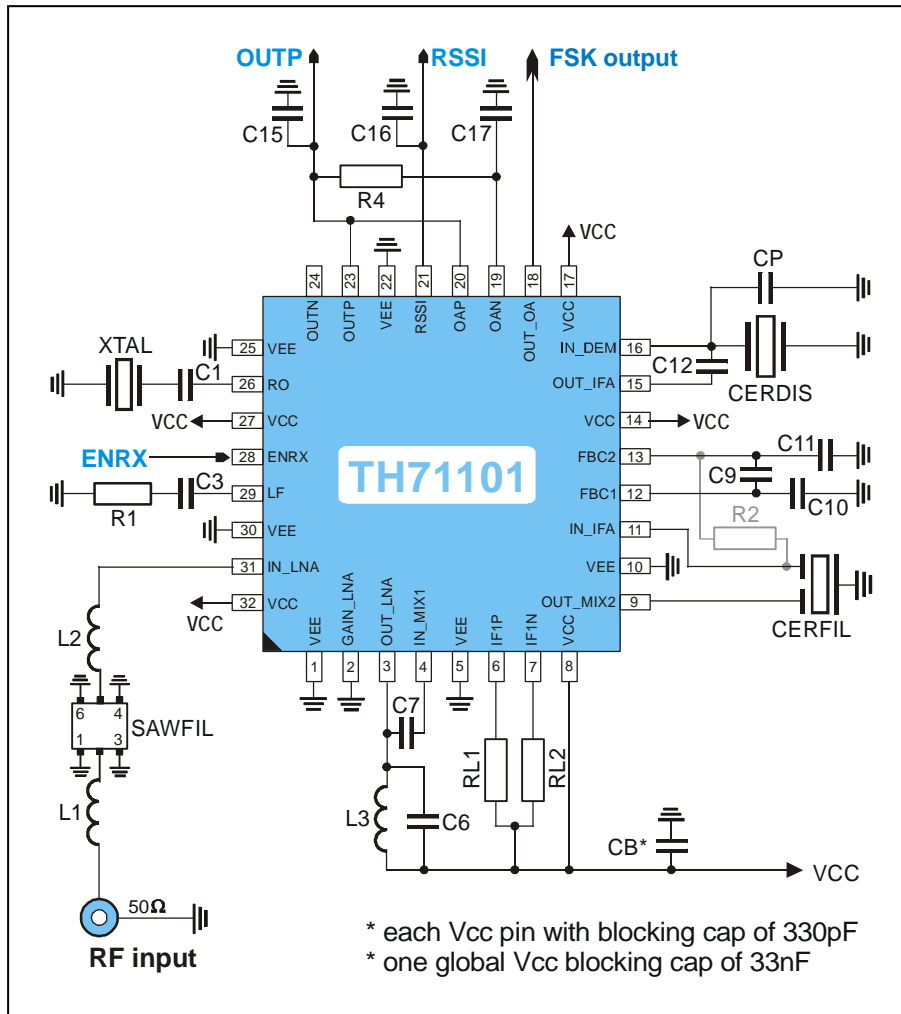 OUTP RSSI FSK output
C15 C16 C17
R4
VCC
24 23 22 21 20 19 18 17
OUTN OUTP VEE RSSI OAP OAN OUT_OA VCC
CP
XTAL
C1
25 VEE
26 RO
VCC 27 VCC
ENRX 28 ENRX
C3
R1
29 LF
30 VEE
31 IN_LNA
VCC 32 VCC
TH71101
IN_DEM 16
C12
OUT_IFA 15
CERDIS
VCC 14 VCC
FBC2 13
C11
C9
FBC1 12
C10
IN_IFA 11
R2
VEE 10
OUT_MIX2 9
CERFIL
VEE GAIN_LNA OUT_LNA IN_MIX1 VEE IF1P IF1N VCC
1 2 3 4 5 6 7 8
L2
6 4
1 3
SAWFIL
L1
C7
RL1 RL2
L3 C6
CB*
VCC
50Ω
RF input
* each Vcc pin with blocking cap of 330pF
* one global Vcc blocking cap of 33nF